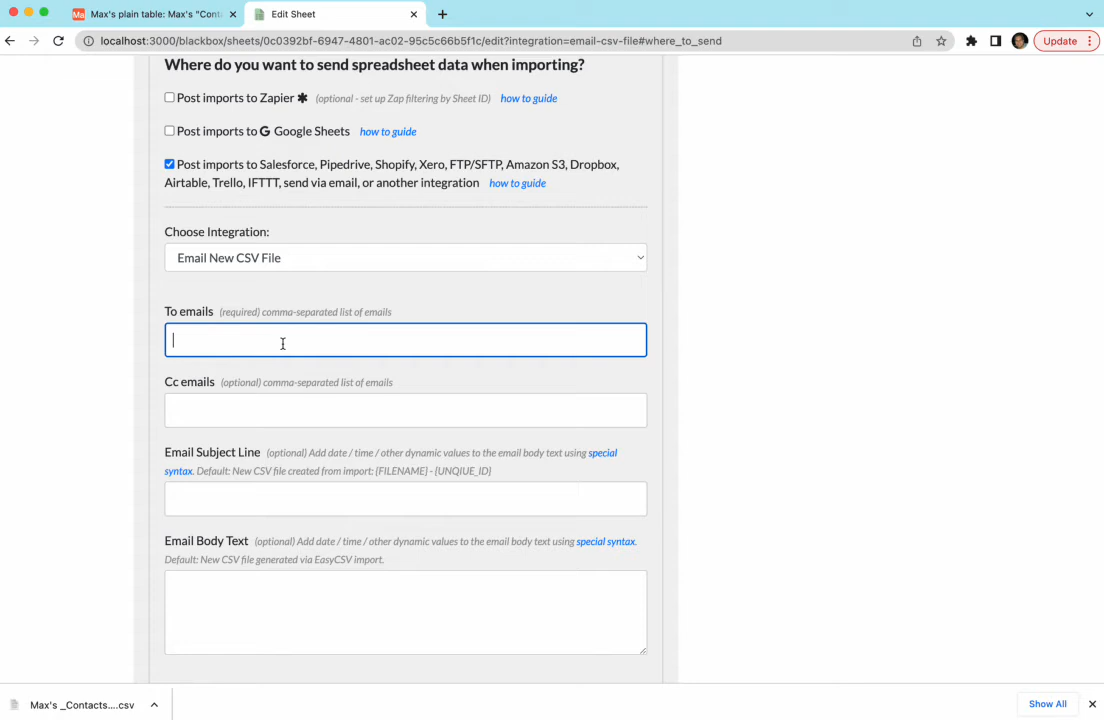 Max's plain table: Max's "Conta
Edit Sheet
localhost:3000/blackbox/sheets/0c0392bf-6947-4801-ac02-95c5c66b5f1c/edit?integration=email-csv-file#where_to_send
Update
Where do you want to send spreadsheet data when importing?
Post imports to Zapier (optional - set up Zap filtering by Sheet ID) how to guide
Post imports to G Google Sheets how to guide
Post imports to Salesforce, Pipedrive, Shopify, Xero, FTP/SFTP, Amazon S3, Dropbox,
Airtable, Trello, IFTTT, send via email, or another integration how to guide
Choose Integration:
Email New CSV File
To emails (required) comma-separated list of emails
Cc emails (optional) comma-separated list of emails
Email Subject Line (optional) Add date / time / other dynamic values to the email body text using special
syntax. Default: New CSV file created from import: {FILENAME} - {UNQIUE_ID}
Email Body Text (optional) Add date / time / other dynamic values to the email body text using special syntax.
Default: New CSV file generated via EasyCSV import.
Max's _Contacts....csv
Show All